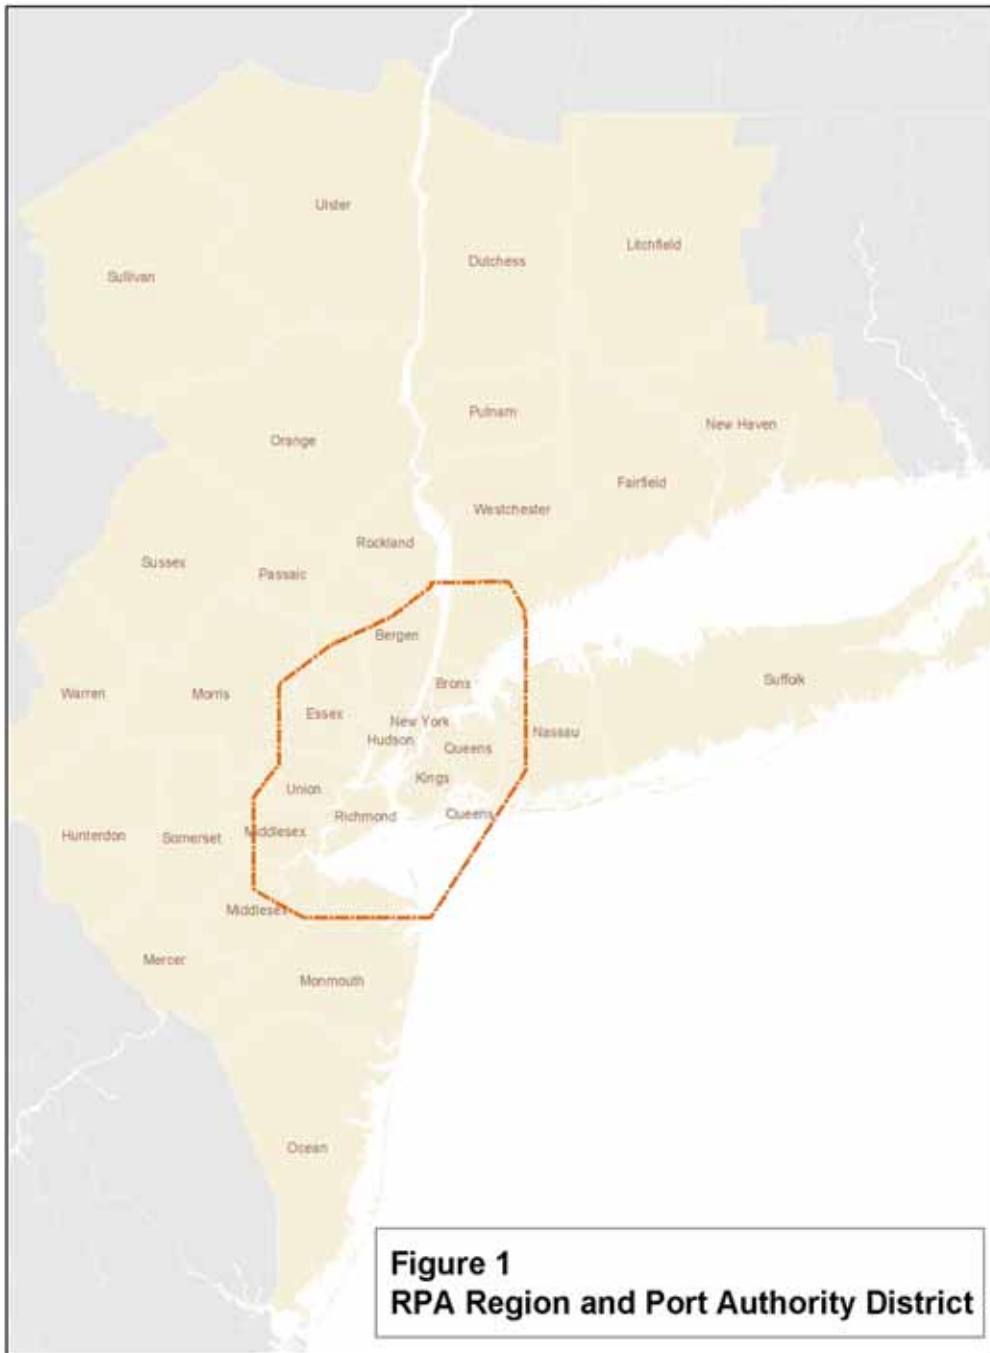 Ulster
Litchfield
Dutchess
Sullivan
Putnam
New Haven
Orange
Fairfield
Westchester
Rockland
Sussex
Passaic
Bergen
Suffolk
Brons
Warren
Morris
Essex
New York
Nassau
Hudson
Queens
Kings
Union
Richmond
Queens
Middlesex
Hunterdon
Somerset
Middlesex
Mercer
Monmouth
Ocean
Figure 1
RPA Region and Port Authority District